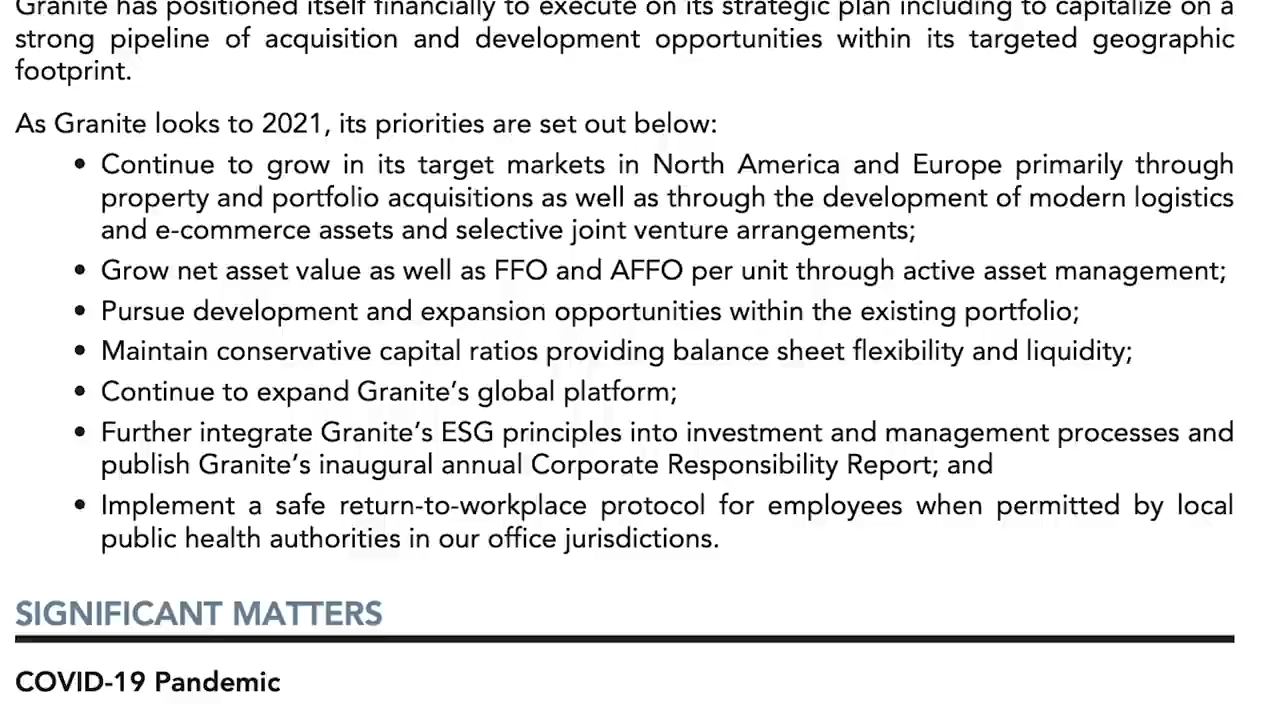 Granite has positioned itself financially to execute on its strategic plan including to capitalize on a
strong pipeline of acquisition and development opportunities within its targeted geographic
footprint.
As Granite looks to 2021, its priorities are set out below:
• Continue to grow in its target markets in North America and Europe primarily through
property and portfolio acquisitions as well as through the development of modern logistics
and e-commerce assets and selective joint venture arrangements;
• Grow net asset value as well as FFO and AFFO per unit through active asset management;
• Pursue development and expansion opportunities within the existing portfolio;
• Maintain conservative capital ratios providing balance sheet flexibility and liquidity;
• Continue to expand Granite’s global platform;
• Further integrate Granite’s ESG principles into investment and management processes and
publish Granite’s inaugural annual Corporate Responsibility Report; and
• Implement a safe return-to-workplace protocol for employees when permitted by local
public health authorities in our office jurisdictions.
SIGNIFICANT MATTERS
COVID-19 Pandemic